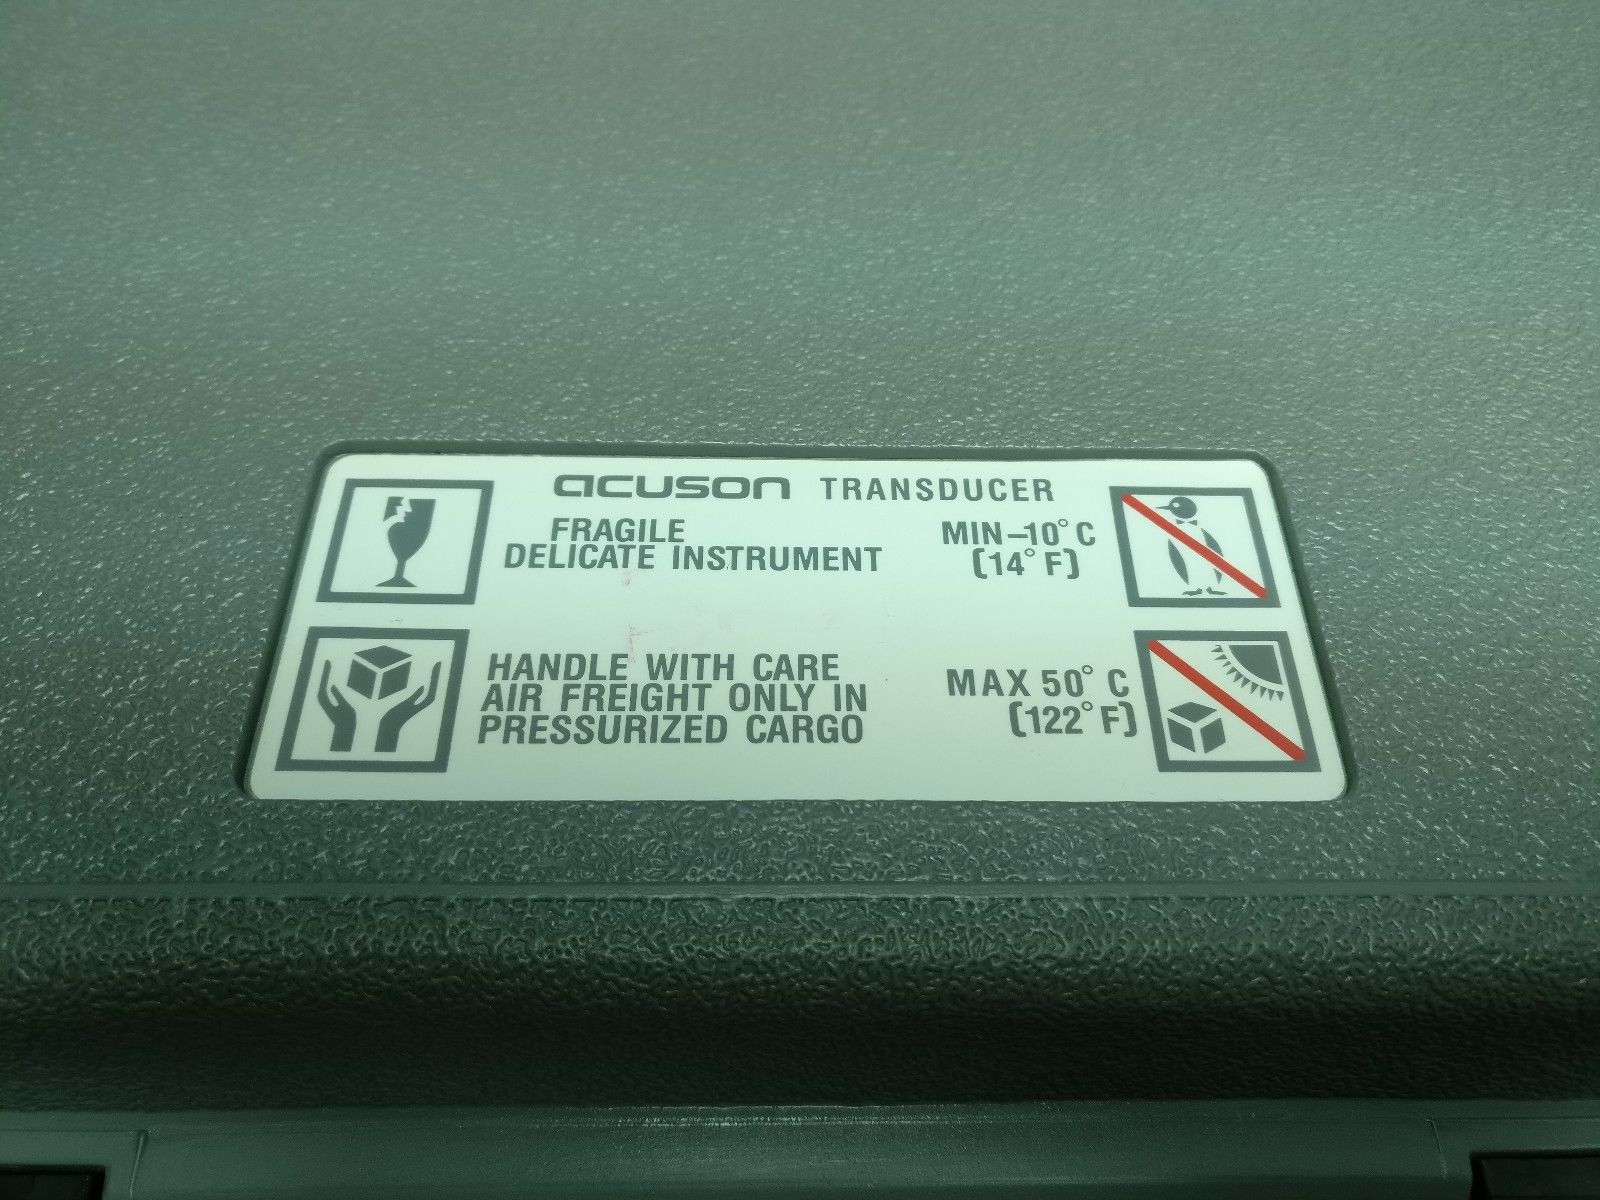 acuson TRANSDUCER
FRAGILE
DELICATE INSTRUMENT
MIN -10° C
(14° F)
HANDLE WITH CARE
AIR FREIGHT ONLY IN
PRESSURIZED CARGO
MAX 50° C
(122° F)